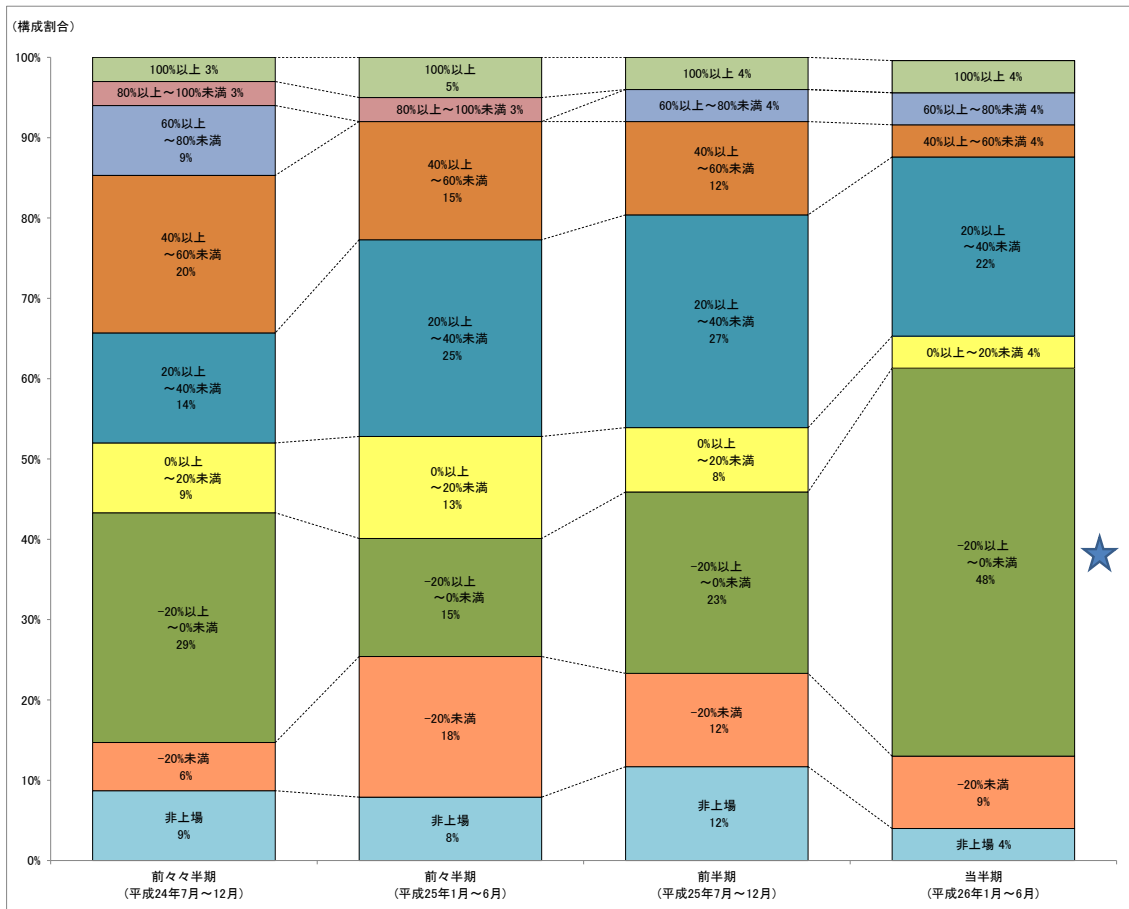 (構成割合)
100%
90%
80%
70%
60%
50%
40%
30%
20%
10%
0%
100%以上 3%
80%以上~100%未満 3%
60%以上
~80%未満
9%
40%以上
~60%未満
20%
20%以上
~40%未満
14%
0%以上
~20%未満
9%
-20%以上
~0%未満
29%
-20%未満
6%
非上場
9%
100%以上
5%
80%以上~100%未満 3%
40%以上
~60%未満
15%
20%以上
~40%未満
25%
0%以上
~20%未満
13%
-20%以上
~0%未満
15%
-20%未満
18%
非上場
8%
100%以上 4%
60%以上~80%未満 4%
40%以上
~60%未満
12%
20%以上
~40%未満
27%
0%以上
~20%未満
8%
-20%以上
~0%未満
23%
-20%未満
12%
非上場
12%
100%以上 4%
60%以上~80%未満 4%
40%以上~60%未満 4%
20%以上
~40%未満
22%
0%以上~20%未満 4%
-20%以上
~0%未満
48%
-20%未満
9%
非上場 4%
前々々半期
(平成24年7月~12月)
前々半期
(平成25年1月~6月)
前半期
(平成25年7月~12月)
当半期
(平成26年1月~6月)